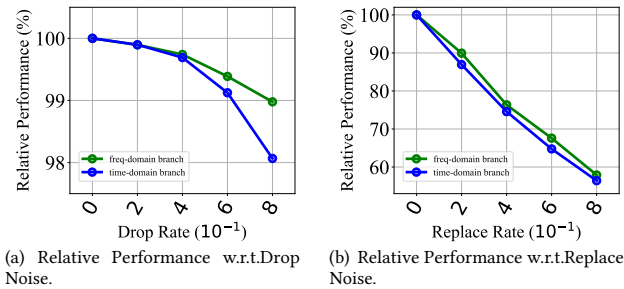 Relative Performance (%)
100
99
98
freq-domain branch
time-domain branch
0 2 4 6 8
Drop Rate (10⁻¹)
(a) Relative Performance w.r.t.Drop
Noise.
Relative Performance (%)
100
90
80
70
60
freq-domain branch
time-domain branch
0 2 4 6 8
Replace Rate (10⁻¹)
(b) Relative Performance w.r.t.Replace
Noise.